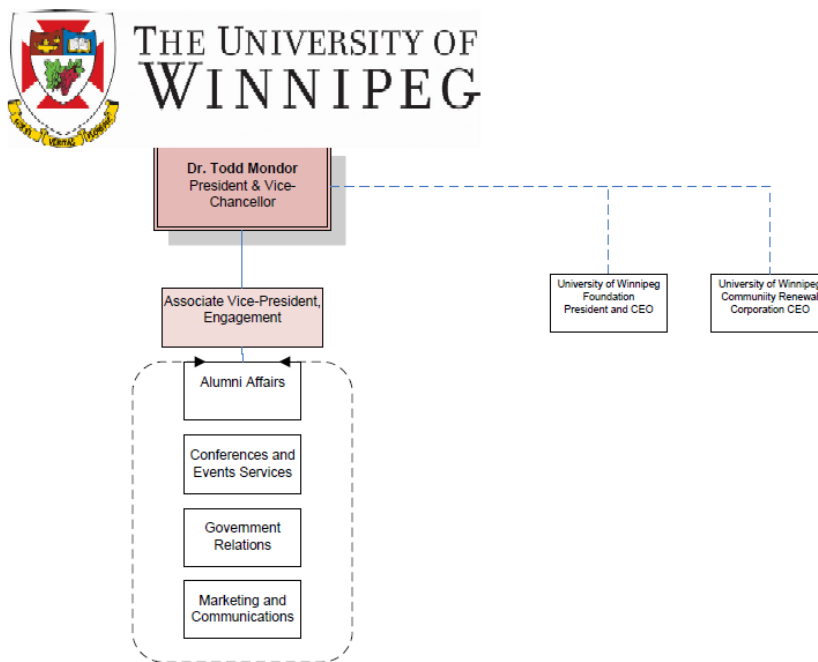 THE UNIVERSITY OF
WINNIPEG
Dr. Todd Mondor
President & Vice-
Chancellor
Associate Vice-President,
Engagement
Alumni Affairs
Conferences and
Events Services
Government
Relations
Marketing and
Communications
University of Winnipeg
Foundation
President and CEO
University of Winnipeg
Communiity Renewal
Corporation CEO